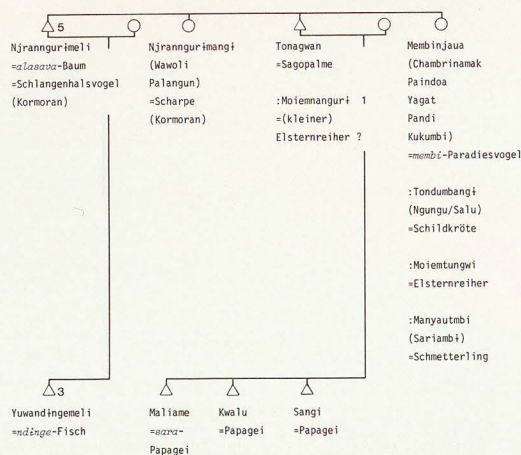 5
Njrangngurɨmeli
=alasava-Baum
=Schlangenhalsvogel
(Kormoran)
Njrangngurɨmangɨ
(Wawoli
Palangun)
=Scharpe
(Kormoran)
Tonagwan
=Sagopalme
:Moiemnangurɨ 1
=(kleiner)
Elsternreiher ?
Membinjaua
(Chambrinamak
Paindoa
Yagat
Pandi
Kukumbi)
=membi-Paradiesvogel
:Tondumbangɨ
(Ngungu/Salu)
=Schildkröte
:Moiemtungwi
=Elsternreiher
:Manyautmbi
(Sariambɨ)
=Schmetterling
3
Yuwandɨngemeli
=ndinge-Fisch
Maliame
=sara-
Papagei
Kwalu
=Papagei
Sangi
=Papagei